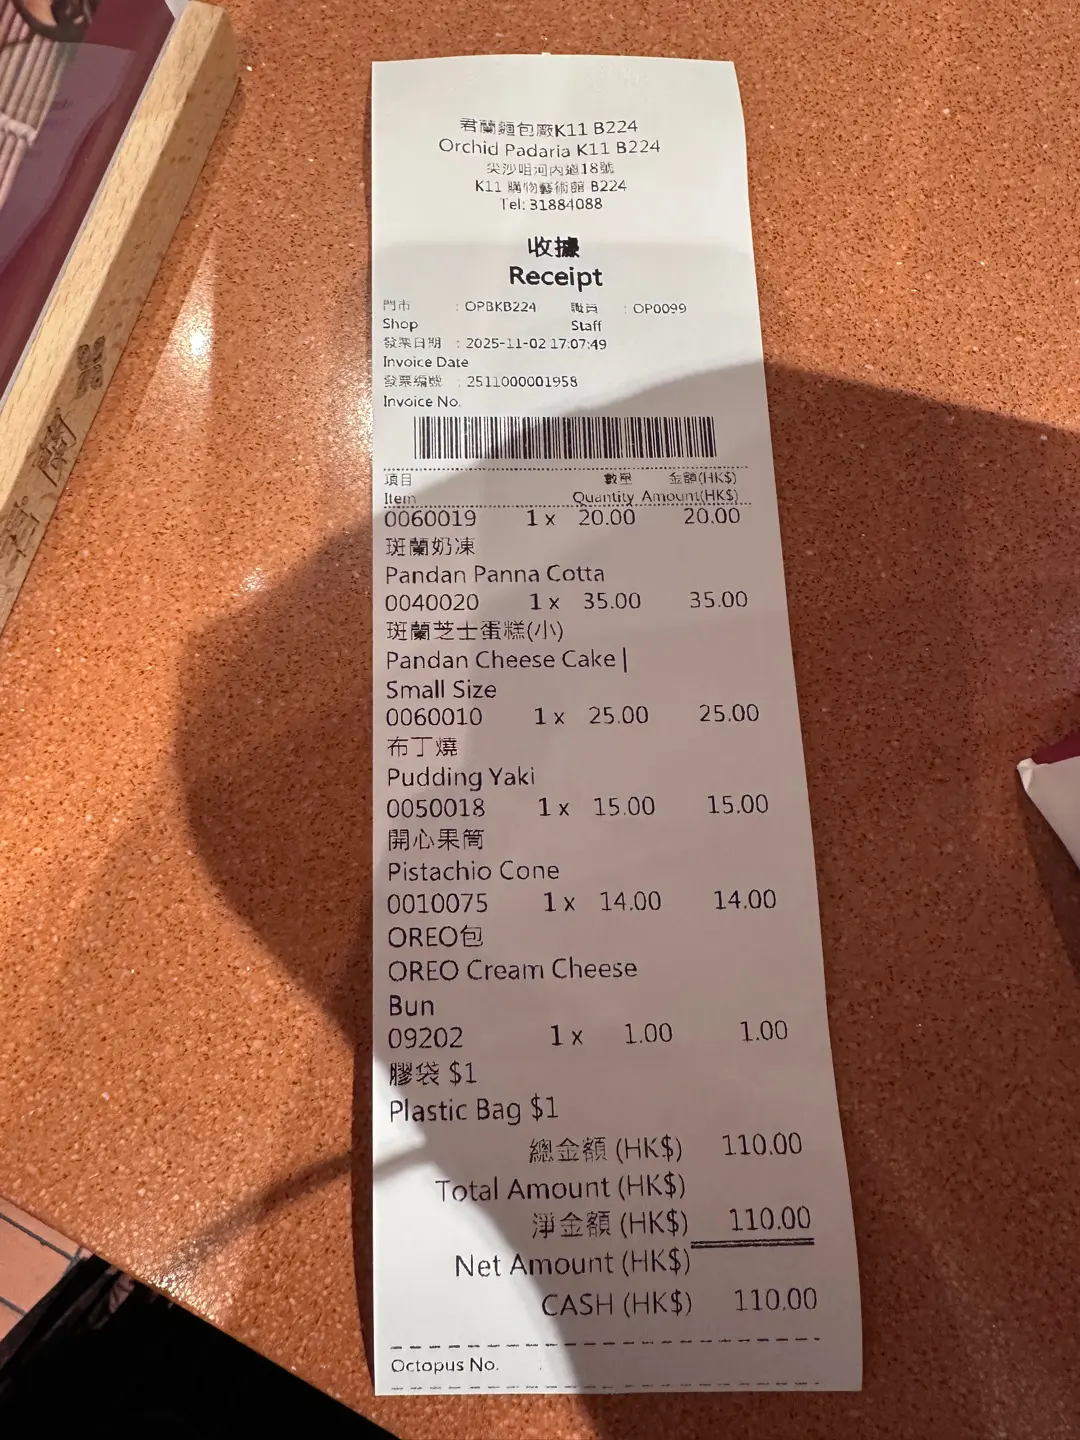 君蘭麵包廠K11 B224
Orchid Padaria K11 B224
尖沙咀河內道18號
K11 購物藝術館 B224
Tel: 31884088
收據
Receipt
門市 : OPBKB224 職員 : OP0099
Shop Staff
發票日期 : 2025-11-02 17:07:49
Invoice Date
發票編號 : 2511000001958
Invoice No.
項目 數量 金額(HK$)
Item Quantity Amount(HK$)
0060019 1 x 20.00 20.00
斑蘭奶凍
Pandan Panna Cotta
0040020 1 x 35.00 35.00
斑蘭芝士蛋糕(小)
Pandan Cheese Cake |
Small Size
0060010 1 x 25.00 25.00
布丁燒
Pudding Yaki
0050018 1 x 15.00 15.00
開心果筒
Pistachio Cone
0010075 1 x 14.00 14.00
OREO包
OREO Cream Cheese
Bun
09202 1 x 1.00 1.00
膠袋 $1
Plastic Bag $1
總金額 (HK$) 110.00
Total Amount (HK$)
淨金額 (HK$) 110.00
Net Amount (HK$)
CASH (HK$) 110.00
Octopus No. :